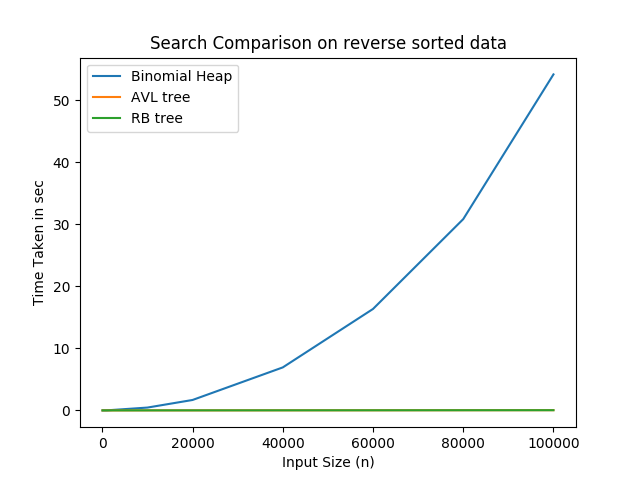 Search Comparison on reverse sorted data
Binomial Heap
AVL tree
RB tree
Time Taken in sec
50
40
30
20
10
0
0 20000 40000 60000 80000 100000
Input Size (n)